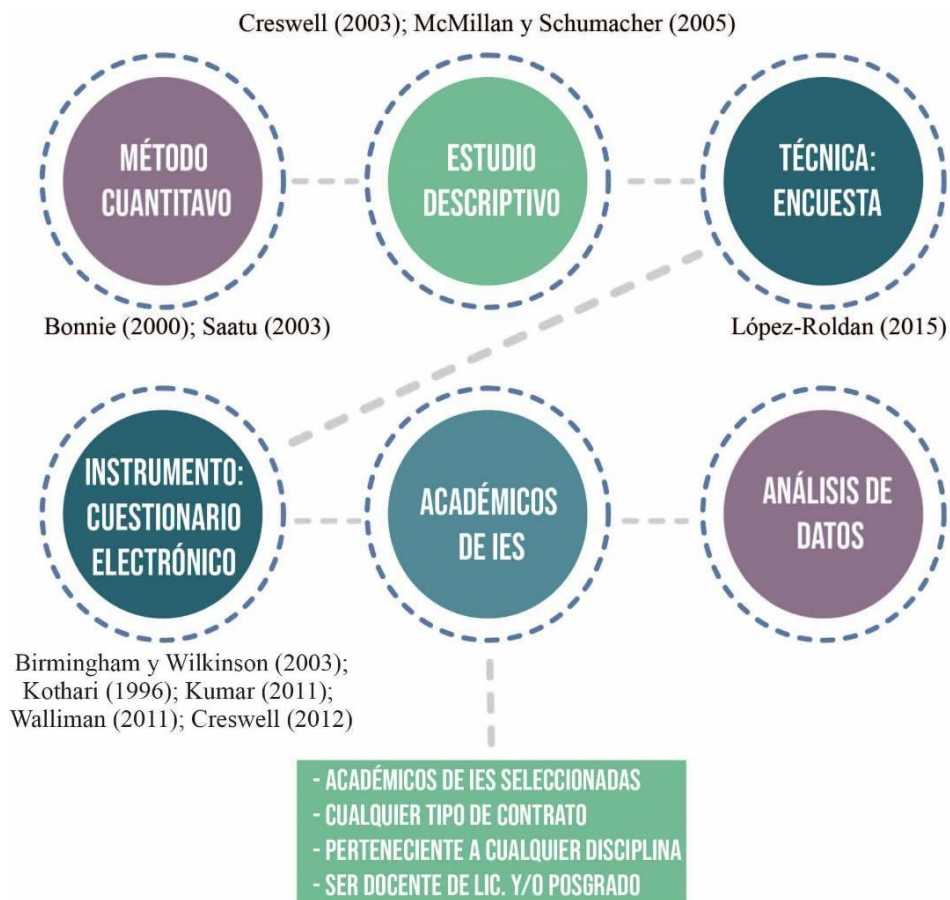 Creswell (2003); McMillan y Schumacher (2005)
MÉTODO
CUANTITAVO
ESTUDIO
DESCRIPTIVO
TÉCNICA:
ENCUESTA
Bonnie (2000); Saatu (2003)
López-Roldan (2015)
INSTRUMENTO:
CUESTIONARIO
ELECTRÓNICO
ACADÉMICOS
DE IES
ANÁLISIS DE
DATOS
Birmingham y Wilkinson (2003);
Kothari (1996); Kumar (2011);
Walliman (2011); Creswell (2012)
- ACADÉMICOS DE IES SELECCIONADAS
- CUALQUIER TIPO DE CONTRATO
- PERTENECIENTE A CUALQUIER DISCIPLINA
- SER DOCENTE DE LIC. Y/O POSGRADO